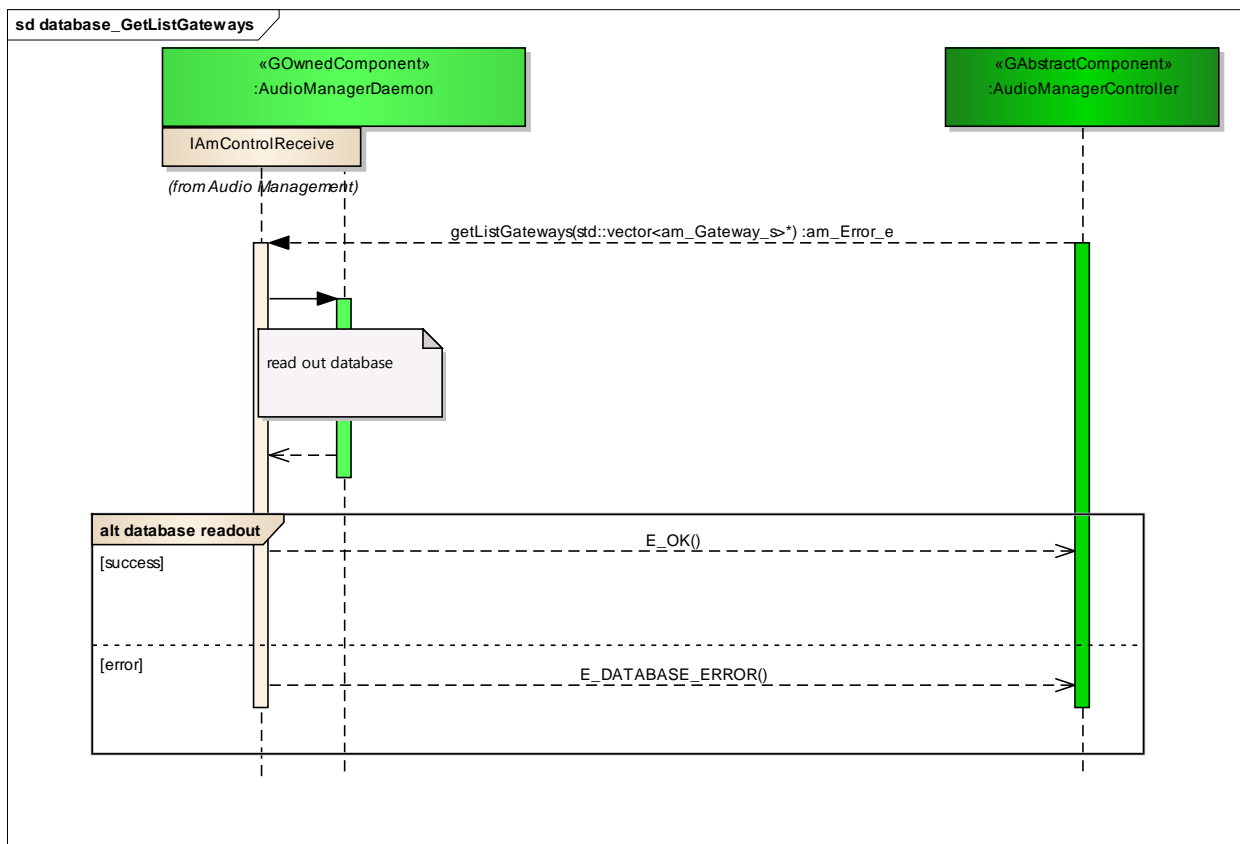 sd database_GetListGateways
«GOwnedComponent»
:AudioManagerDaemon
«GAbstractComponent»
:AudioManagerController
IAmControlReceive
(from Audio Management)
getListGateways(std::vector<am_Gateway_s>*) :am_Error_e
read out database
alt database readout
E_OK()
[success]
[error]
E_DATABASE_ERROR()